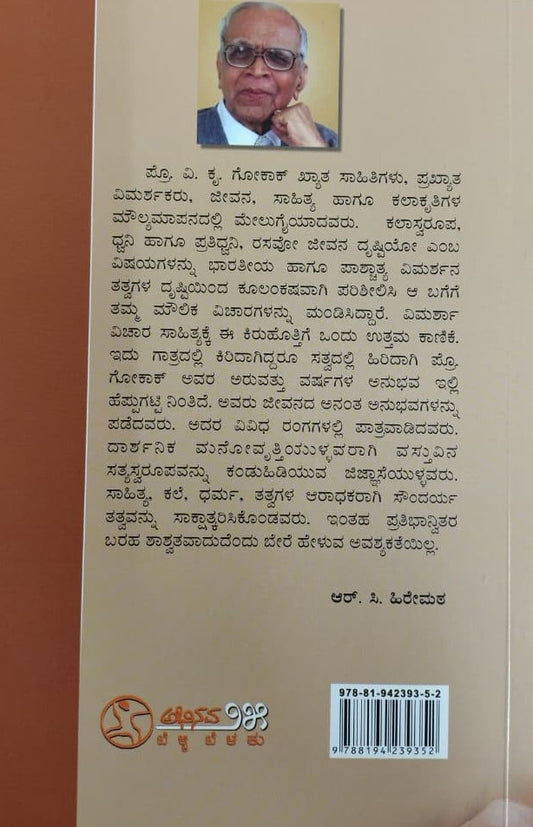 ಪ್ರೊ. ವಿ. ಕೃ. ಗೋಕಾಕ್ ಖ್ಯಾತ ಸಾಹಿತಿಗಳು, ಪ್ರಖ್ಯಾತ
ವಿಮರ್ಶಕರು, ಜೀವನ, ಸಾಹಿತ್ಯ ಹಾಗೂ ಕಲಾಕೃತಿಗಳ
ಮೌಲ್ಯಮಾಪನದಲ್ಲಿ ಮೇಲುಗೈಯಾದವರು. ಕಲಾಸ್ವರೂಪ,
ಧ್ವನಿ ಹಾಗೂ ಪ್ರತಿಧ್ವನಿ, ರಸವೋ ಜೀವನ ದೃಷ್ಟಿಯೋ ಎಂಬ
ವಿಷಯಗಳನ್ನು ಭಾರತೀಯ ಹಾಗೂ ಪಾಶ್ಚಾತ್ಯ ವಿಮರ್ಶನ
ತತ್ವಗಳ ದೃಷ್ಟಿಯಿಂದ ಕೂಲಂಕಷವಾಗಿ ಪರಿಶೀಲಿಸಿ ಆ ಬಗೆಗೆ
ತಮ್ಮ ಮೌಲಿಕ ವಿಚಾರಗಳನ್ನು ಮಂಡಿಸಿದ್ದಾರೆ. ವಿಮರ್ಶಾ
ವಿಚಾರ ಸಾಹಿತ್ಯಕ್ಕೆ ಈ ಕಿರುಹೊತ್ತಿಗೆ ಒಂದು ಉತ್ತಮ ಕಾಣಿಕೆ.
ಇದು ಗಾತ್ರದಲ್ಲಿ ಕಿರಿದಾಗಿದ್ದರೂ ಸತ್ವದಲ್ಲಿ ಹಿರಿದಾಗಿ ಪ್ರೊ.
ಗೋಕಾಕ್ ಅವರ ಅರುವತ್ತು ವರ್ಷಗಳ ಅನುಭವ ಇಲ್ಲಿ
ಹೆಪ್ಪುಗಟ್ಟಿ ನಿಂತಿದೆ. ಅವರು ಜೀವನದ ಅನಂತ ಅನುಭವಗಳನ್ನು
ಪಡೆದವರು. ಅದರ ವಿವಿಧ ರಂಗಗಳಲ್ಲಿ ಪಾತ್ರವಾಡಿದವರು.
ದಾರ್ಶನಿಕ ಮನೋವೃತ್ತಿಯುಳ್ಳವರಾಗಿ ವಸ್ತುವಿನ
ಸತ್ಯಸ್ವರೂಪವನ್ನು ಕಂಡುಹಿಡಿಯುವ ಜಿಜ್ಞಾಸೆಯುಳ್ಳವರು.
ಸಾಹಿತ್ಯ, ಕಲೆ, ಧರ್ಮ, ತತ್ವಗಳ ಆರಾಧಕರಾಗಿ ಸೌಂದರ್ಯ
ತತ್ವವನ್ನು ಸಾಕ್ಷಾತ್ಕರಿಸಿಕೊಂಡವರು. ಇಂತಹ ಪ್ರತಿಭಾನ್ವಿತರ
ಬರಹ ಶಾಶ್ವತವಾದುದೆಂದು ಬೇರೆ ಹೇಳುವ ಅವಶ್ಯಕತೆಯಿಲ್ಲ.
ಆರ್. ಸಿ. ಹಿರೇಮಠ
978-81-942393-5-2
ಅಭಿನವ ೨೫
ಬೆಳ್ಳಿ ಬೆಳಕು
9 788194 239352